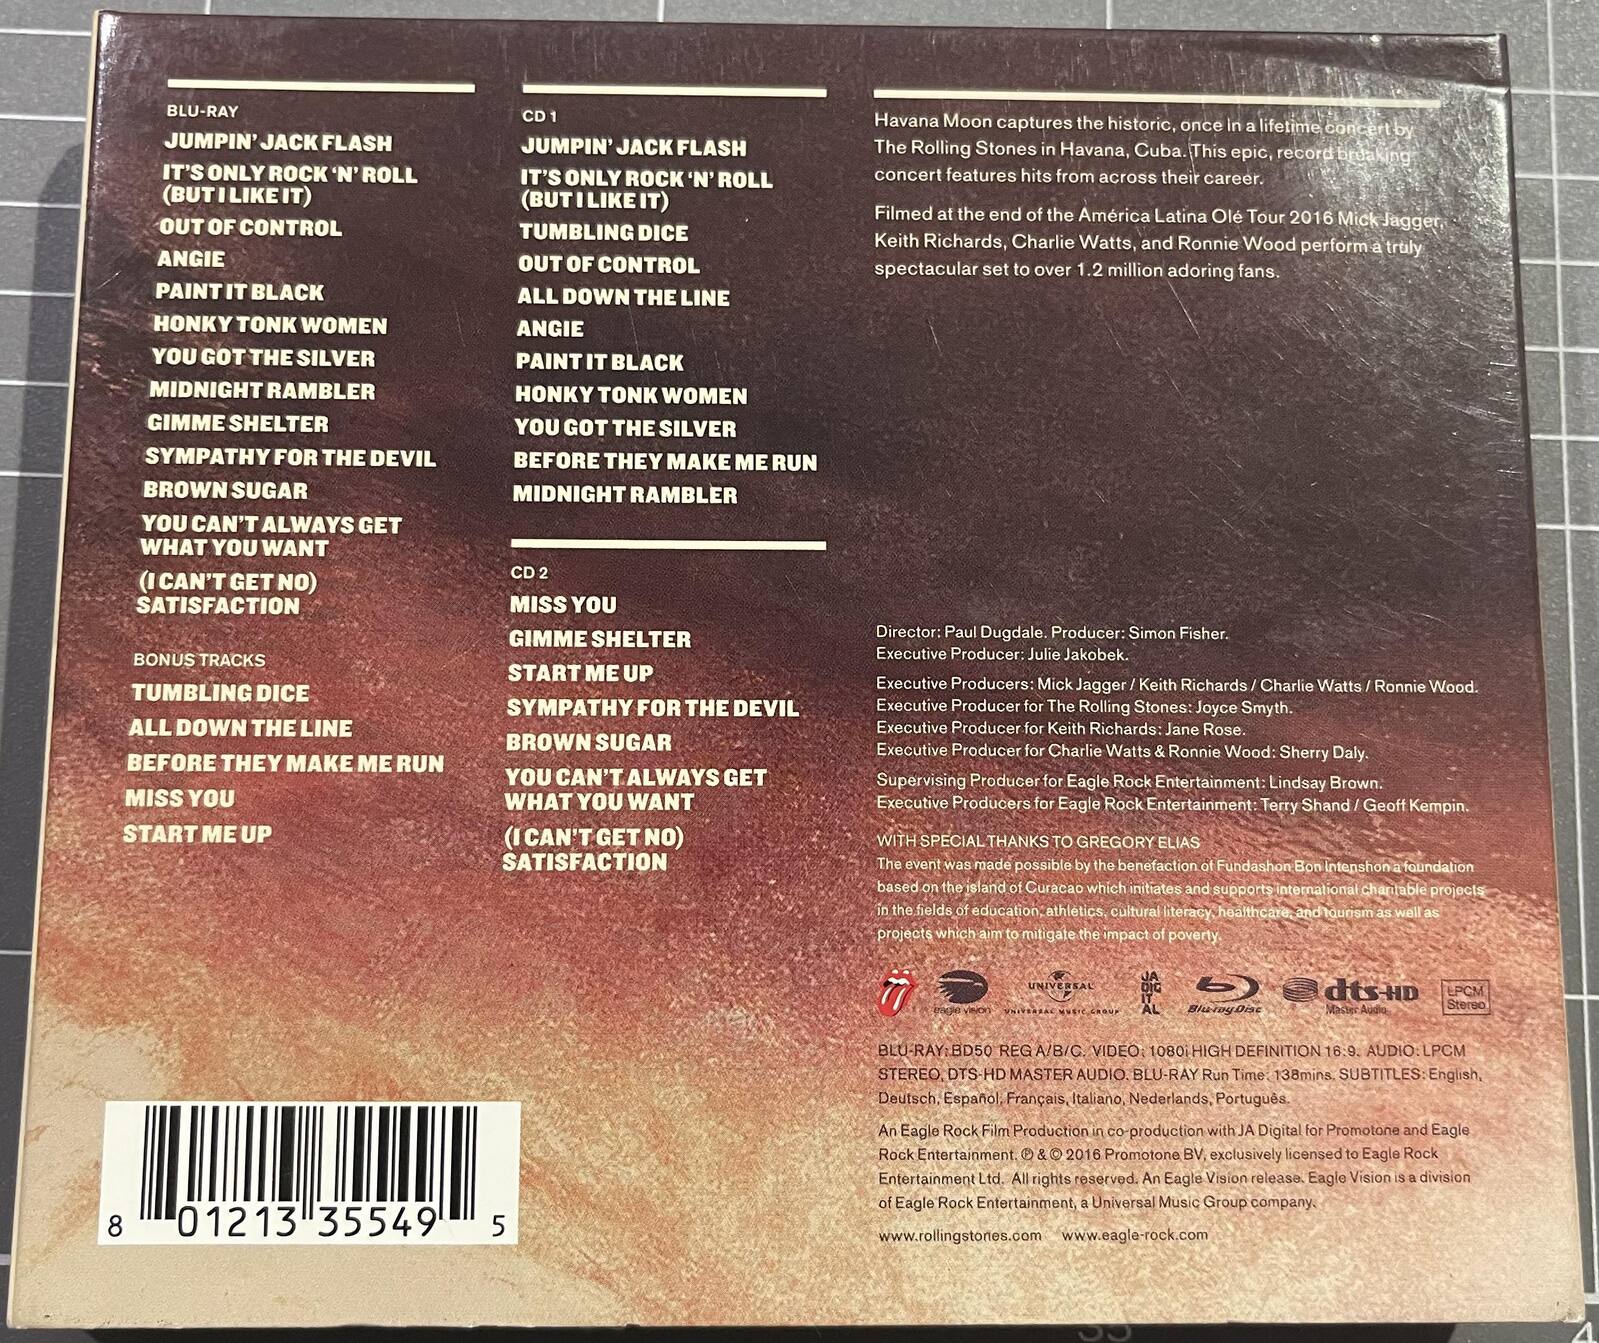 BLU-RAY
JUMPIN' JACK FLASH
IT'S ONLY ROCK 'N' ROLL
(BUT I LIKE IT)
OUT OF CONTROL
ANGIE
PAINT IT BLACK
HONKY TONK WOMEN
YOU GOT THE SILVER
MIDNIGHT RAMBLER
GIMME SHELTER
SYMPATHY FOR THE DEVIL
BROWN SUGAR
YOU CAN'T ALWAYS GET
WHAT YOU WANT
(I CAN'T GET NO)
SATISFACTION
BONUS TRACKS
TUMBLING DICE
ALL DOWN THE LINE
BEFORE THEY MAKE ME RUN
MISS YOU
START ME UP
CD 1
JUMPIN' JACK FLASH
IT'S ONLY ROCK 'N' ROLL
(BUT I LIKE IT)
TUMBLING DICE
OUT OF CONTROL
ALL DOWN THE LINE
ANGIE
PAINT IT BLACK
HONKY TONK WOMEN
YOU GOT THE SILVER
BEFORE THEY MAKE ME RUN
MIDNIGHT RAMBLER
CD 2
MISS YOU
GIMME SHELTER
START ME UP
SYMPATHY FOR THE DEVIL
BROWN SUGAR
YOU CAN'T ALWAYS GET
WHAT YOU WANT
(I CAN'T GET NO)
SATISFACTION
Havana Moon captures the historic, once in a lifetime concert by
The Rolling Stones in Havana, Cuba. This epic, record breaking
concert features hits from across their career.
Filmed at the end of the América Latina Olé Tour 2016 Mick Jagger,
Keith Richards, Charlie Watts, and Ronnie Wood perform a truly
spectacular set to over 1.2 million adoring fans.
Director: Paul Dugdale. Producer: Simon Fisher.
Executive Producer: Julie Jakobek.
Executive Producers: Mick Jagger / Keith Richards / Charlie Watts / Ronnie Wood.
Executive Producer for The Rolling Stones: Joyce Smyth.
Executive Producer for Keith Richards: Jane Rose.
Executive Producer for Charlie Watts & Ronnie Wood: Sherry Daly.
Supervising Producer for Eagle Rock Entertainment: Lindsay Brown.
Executive Producers for Eagle Rock Entertainment: Terry Shand / Geoff Kempin.
WITH SPECIAL THANKS TO GREGORY ELIAS
The event was made possible by the benefaction of Fundashon Bon Intenshon a foundation
based on the island of Curacao which initiates and supports international charitable projects
in the fields of education, athletics, cultural literacy, healthcare, and tourism as well as
projects which aim to mitigate the impact of poverty.
eagle vision
UNIVERSAL
UNIVERSAL MUSIC GROUP
JA
DIG
IT
AL
Blu-ray Disc
dts-HD
Master Audio
LPCM
Stereo
BLU-RAY: BD50 REG A/B/C. VIDEO: 1080i HIGH DEFINITION 16:9. AUDIO: LPCM
STEREO, DTS-HD MASTER AUDIO. BLU-RAY Run Time: 138mins. SUBTITLES: English,
Deutsch, Español, Français, Italiano, Nederlands, Português.
An Eagle Rock Film Production in co-production with JA Digital for Promotone and Eagle
Rock Entertainment. ℗ & © 2016 Promotone BV, exclusively licensed to Eagle Rock
Entertainment Ltd. All rights reserved. An Eagle Vision release. Eagle Vision is a division
of Eagle Rock Entertainment, a Universal Music Group company.
www.rollingstones.com www.eagle-rock.com
8 01213 35549 5